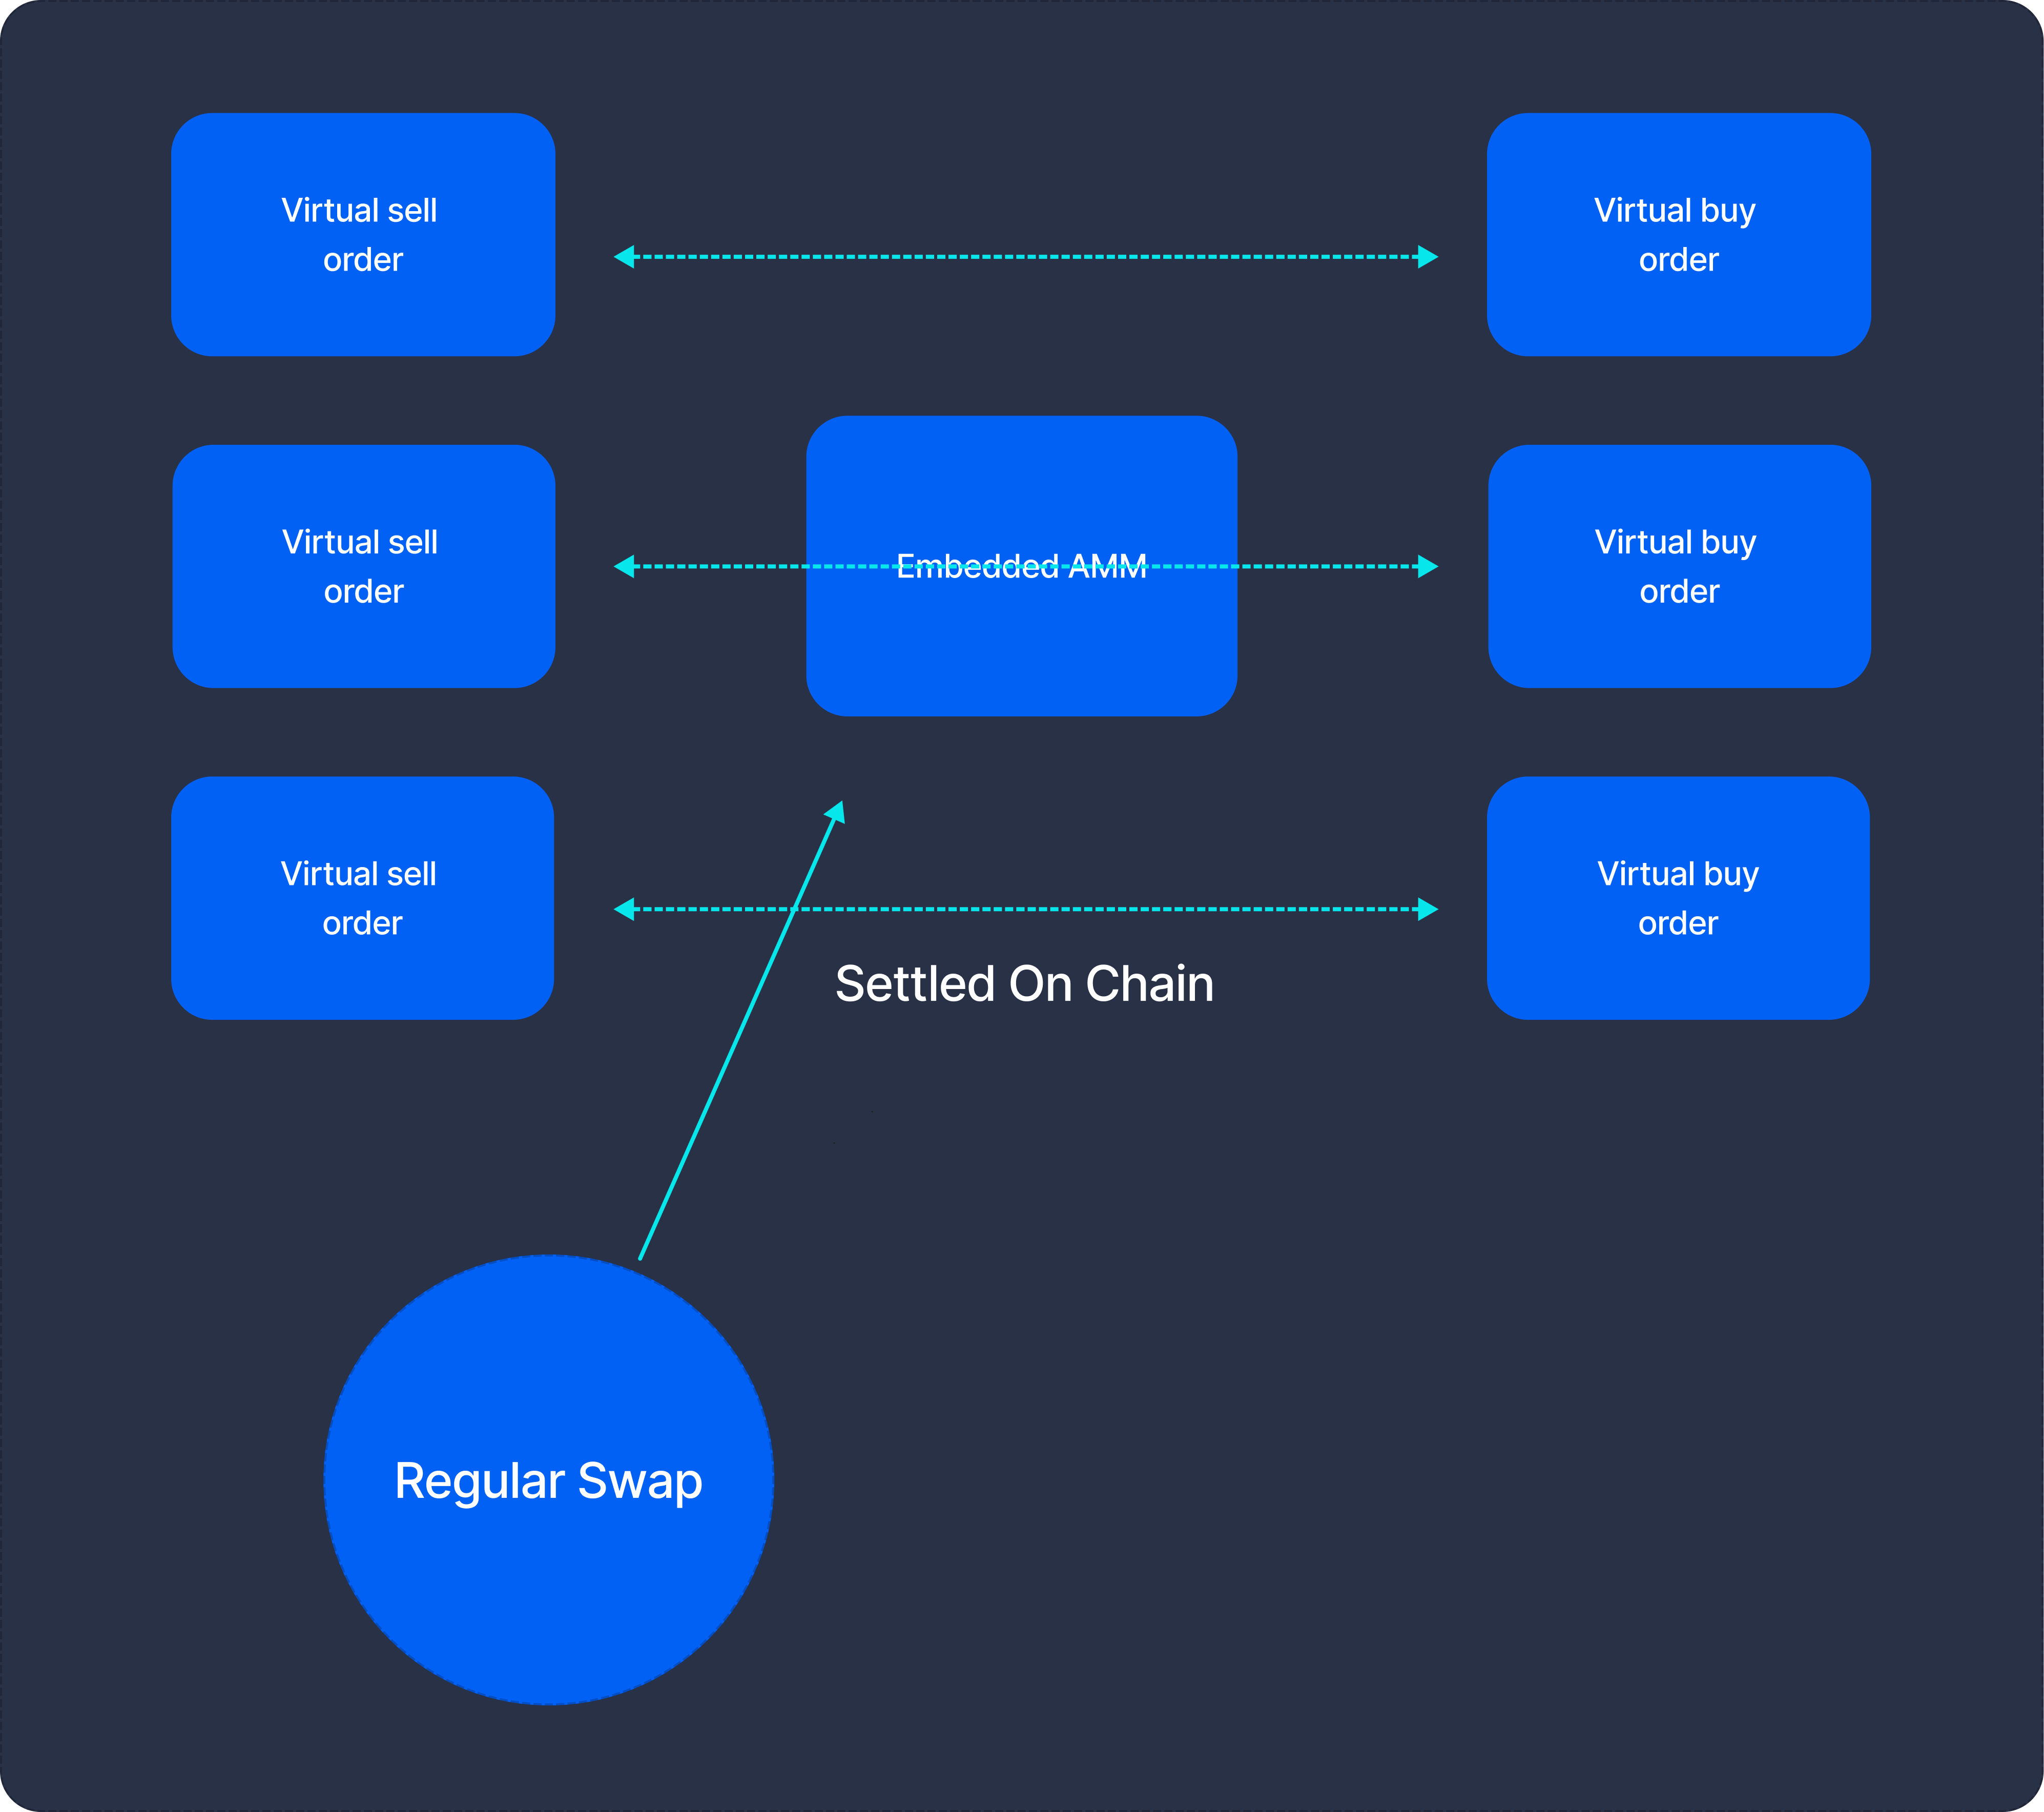 Virtual sell
order
Virtual buy
order
Virtual sell
order
Embedded AMM
Virtual buy
order
Virtual sell
order
Virtual buy
order
Settled On Chain
Regular Swap